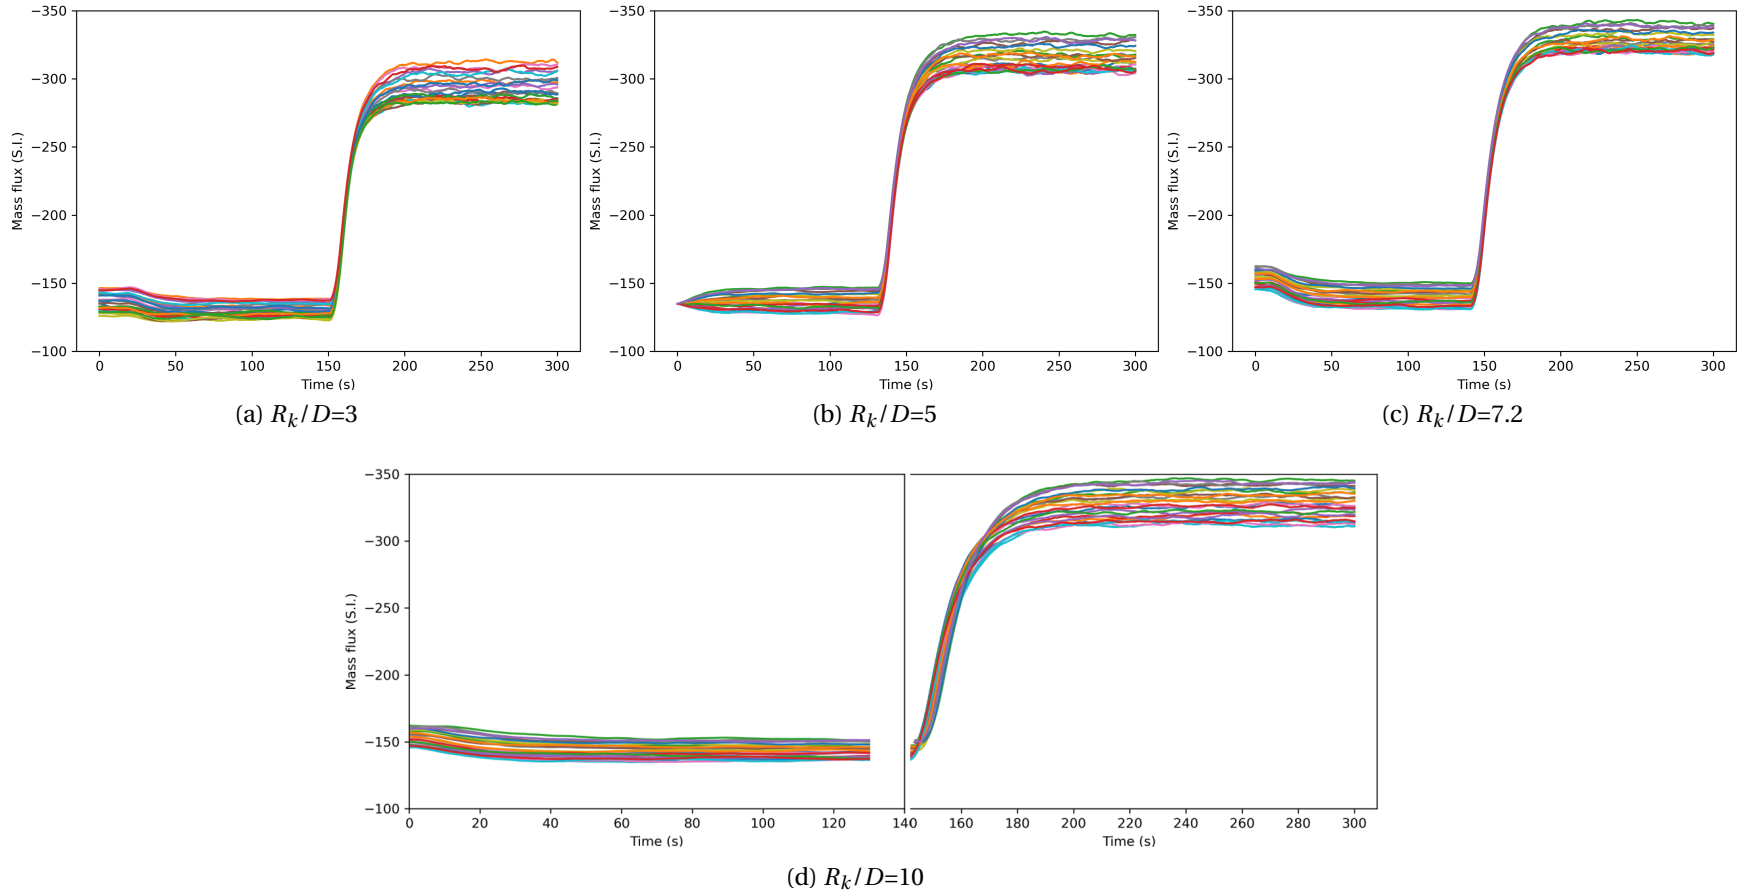 −350
−300
−250
−200
−150
−100
Mass flux (S.I.)
0 50 100 150 200 250 300
Time (s)
(a) R_k/D=3
−350
−300
−250
−200
−150
−100
Mass flux (S.I.)
0 50 100 150 200 250 300
Time (s)
(b) R_k/D=5
−350
−300
−250
−200
−150
−100
Mass flux (S.I.)
0 50 100 150 200 250 300
Time (s)
(c) R_k/D=7.2
−350
−300
−250
−200
−150
−100
Mass flux (S.I.)
0 20 40 60 80 100 120 140 160 180 200 220 240 260 280 300
Time (s) Time (s)
(d) R_k/D=10